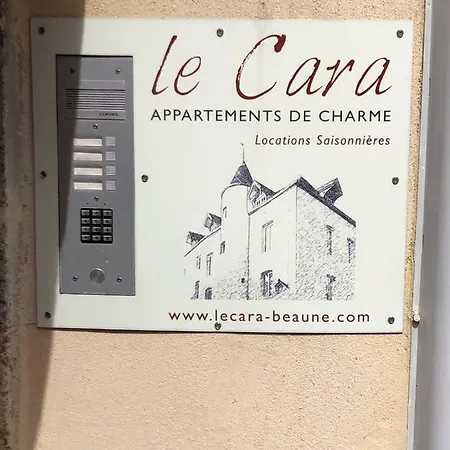 le Cara
APPARTEMENTS DE CHARME
Locations Saisonnières
www.lecara-beaune.com